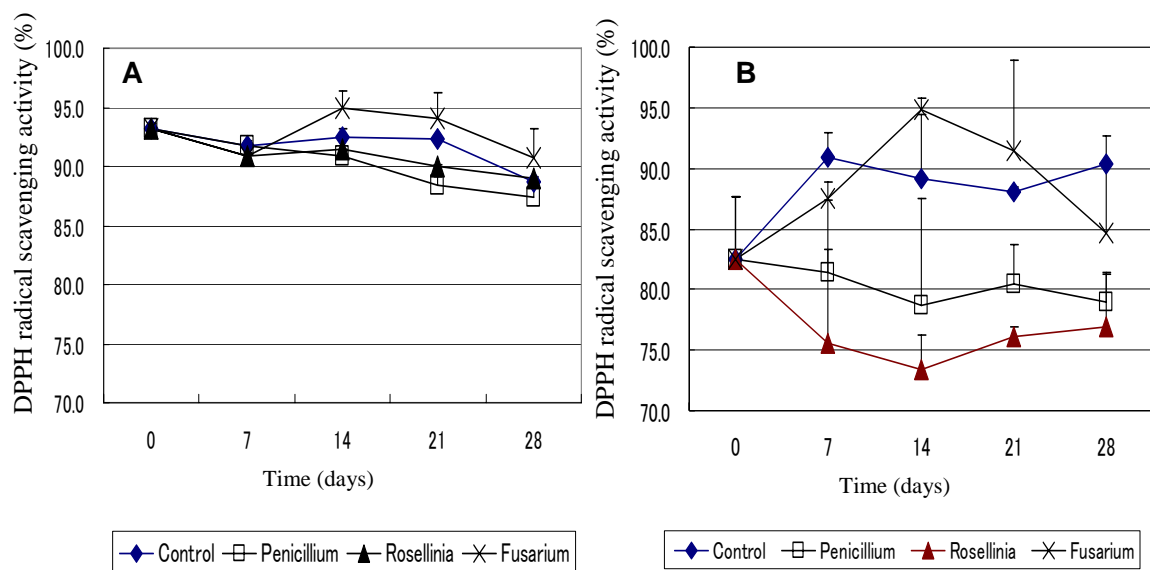 DPPH radical scavenging activity (%)
A
100.0
95.0
90.0
85.0
80.0
75.0
70.0
0 7 14 21 28
Time (days)
Control Penicillium Rosellinia Fusarium
DPPH radical scavenging activity (%)
B
100.0
95.0
90.0
85.0
80.0
75.0
70.0
0 7 14 21 28
Time (days)
Control Penicillium Rosellinia Fusarium